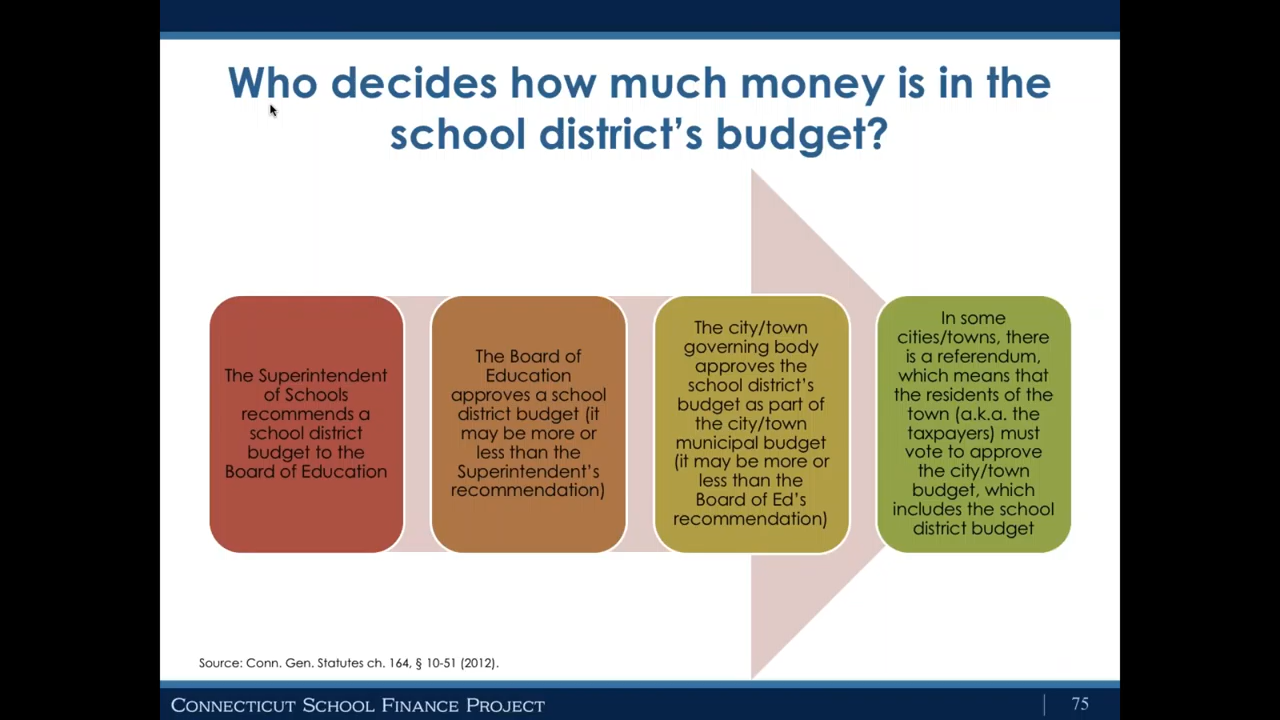 Who decides how much money is in the
school district's budget?
The Superintendent
of Schools
recommends a
school district
budget to the
Board of Education
The Board of
Education
approves a school
district budget (it
may be more or
less than the
Superintendent's
recommendation)
The city/town
governing body
approves the
school district's
budget as part of
the city/town
municipal budget
(it may be more or
less than the
Board of Ed's
recommendation)
In some
cities/towns, there
is a referendum,
which means that
the residents of the
town (a.k.a. the
taxpayers) must
vote to approve
the city/town
budget, which
includes the school
district budget
Source: Conn. Gen. Statutes ch. 164, § 10-51 (2012).
CONNECTICUT SCHOOL FINANCE PROJECT
75